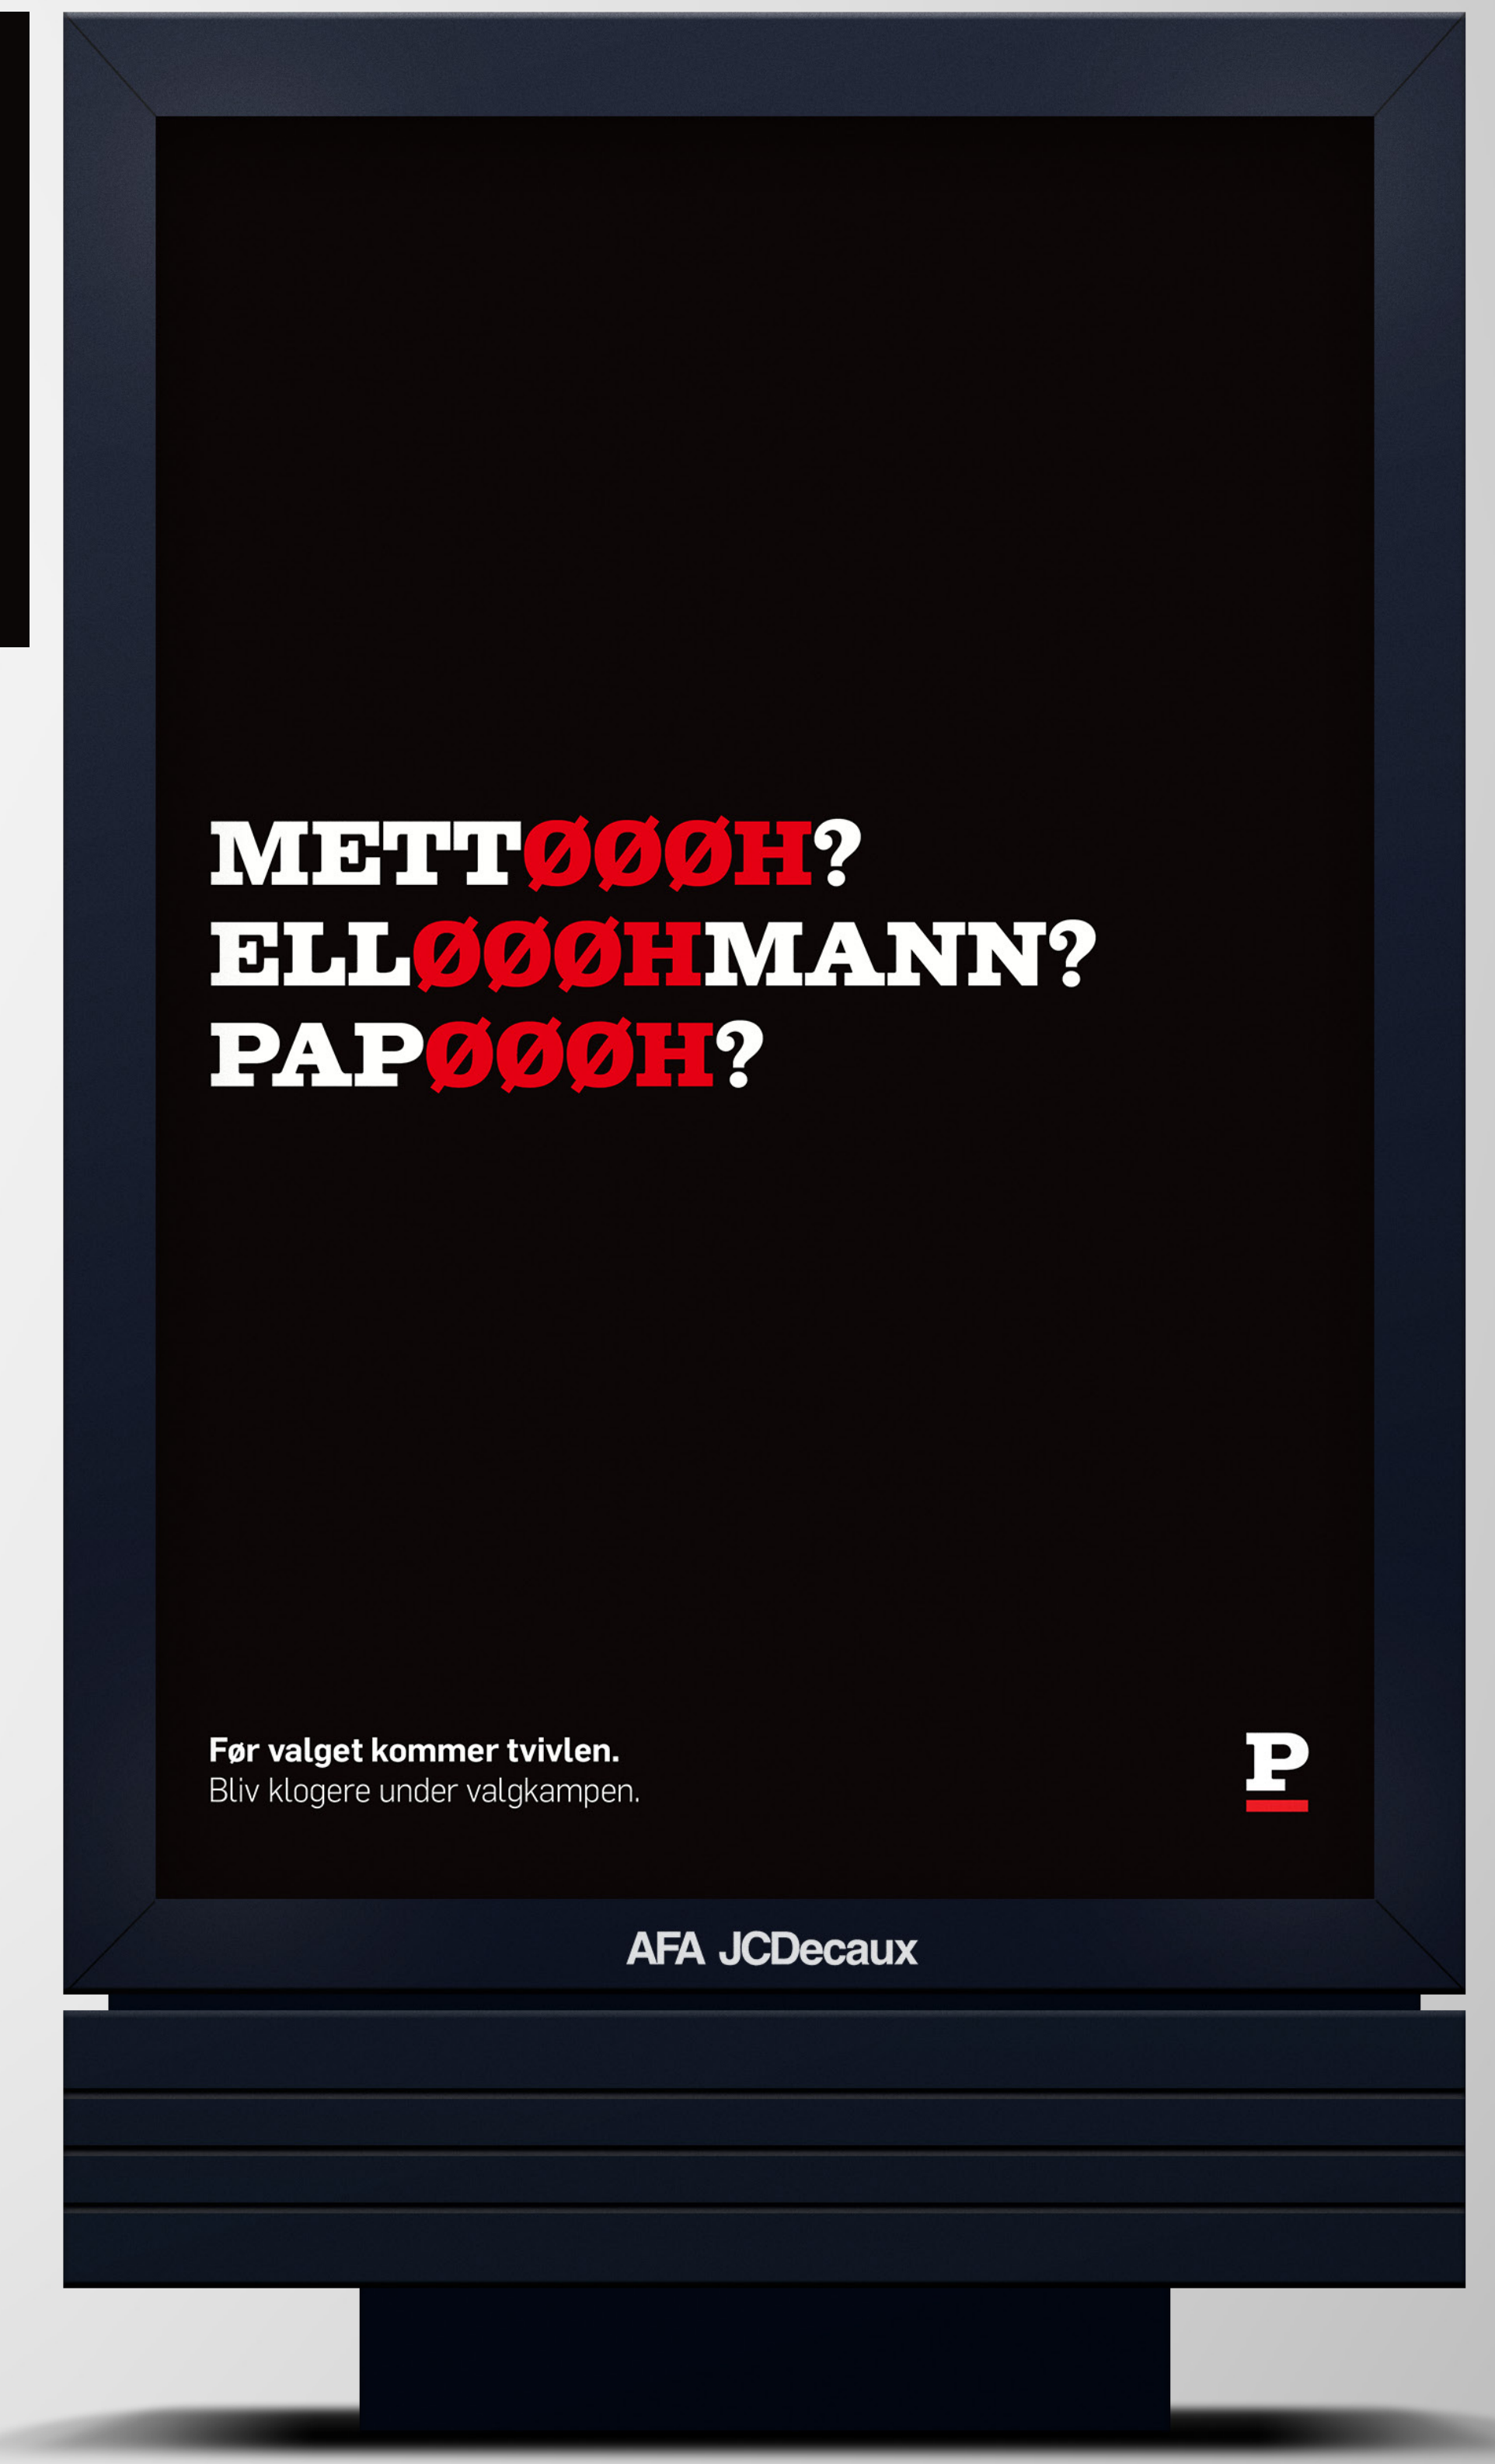 METTØØØH?
ELLØØØHMANN?
PAPØØØH?
Før valget kommer tvivlen.
Bliv klogere under valgkampen.
P
AFA JCDecaux